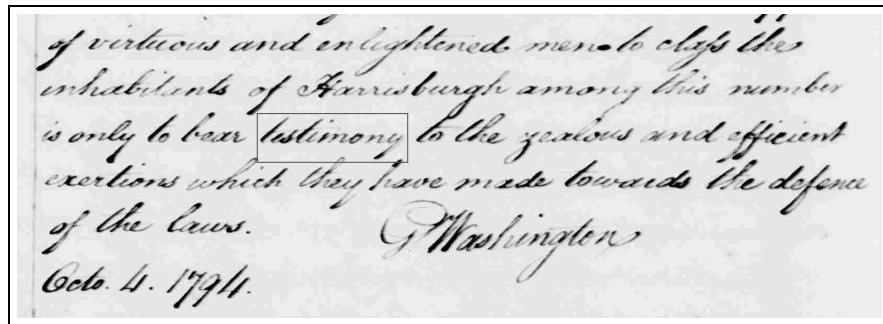 of virtuous and enlightened men to class the
inhabitants of Harrisburgh among this number
is only to bear testimony to the zealous and efficient
exertions which they have made towards the defence
of the laws.
G Washington
Octo. 4. 1794.